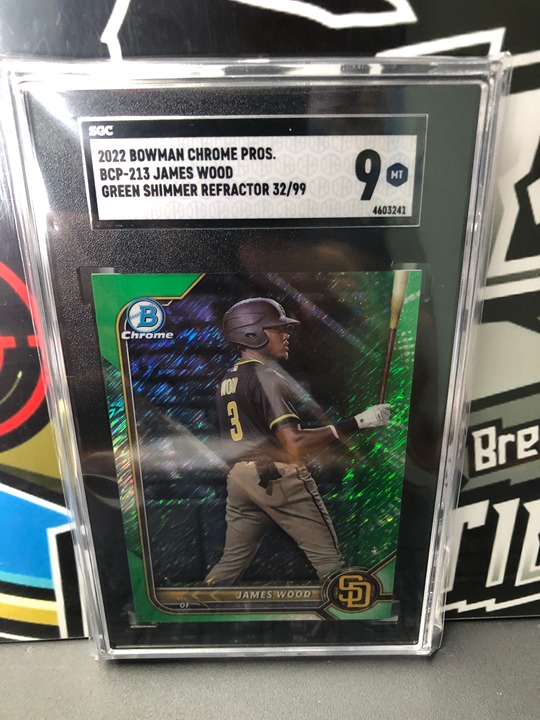 SGC
2022 BOWMAN CHROME PROS.
BCP-213 JAMES WOOD
GREEN SHIMMER REFRACTOR 32/99
9
MT
4603241
B
Chrome
3
Bre
JAMES WOOD
OF
SD